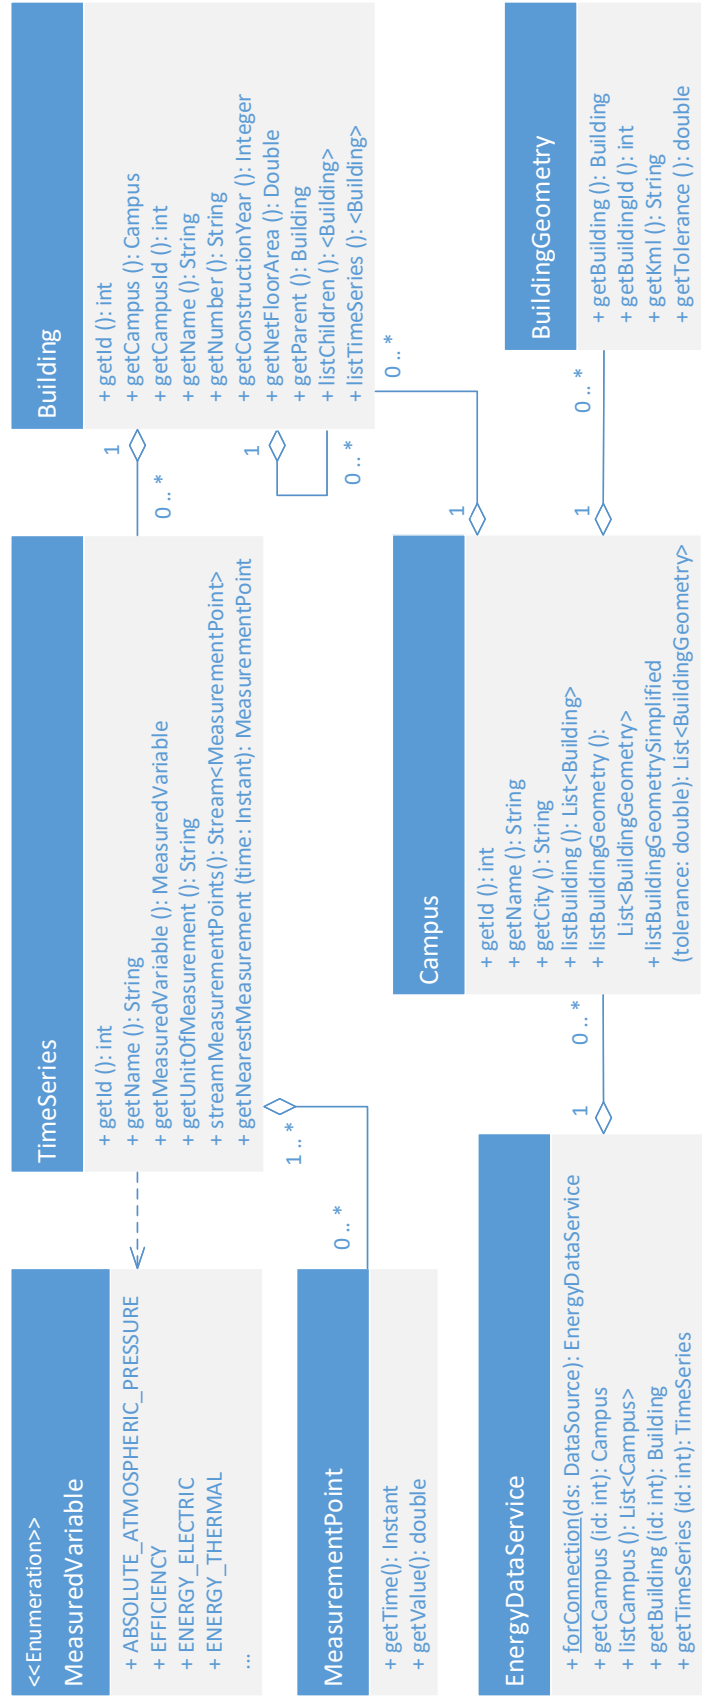 <<Enumeration>>
MeasuredVariable
+ ABSOLUTE_ATMOSPHERIC_PRESSURE
+ EFFICIENCY
+ ENERGY_ELECTRIC
+ ENERGY_THERMAL
...
TimeSeries
+ getId (): int
+ getName (): String
+ getMeasuredVariable (): MeasuredVariable
+ getUnitOfMeasurement (): String
+ streamMeasurementPoints(): Stream<MeasurementPoint>
+ getNearestMeasurement (time: Instant): MeasurementPoint
1
0 .. *
Building
+ getId (): int
+ getCampus (): Campus
+ getCampusId (): int
+ getName (): String
+ getNumber (): String
+ getConstructionYear (): Integer
+ getNetFloorArea (): Double
+ getParent (): Building
+ listChildren (): <Building>
+ listTimeSeries (): <Building>
1
0 .. *
1 .. *
0 .. *
MeasurementPoint
+ getTime(): Instant
+ getValue(): double
0 .. *
1
Campus
+ getId (): int
+ getName (): String
+ getCity (): String
+ listBuilding (): List<Building>
+ listBuildingGeometry ():
List<BuildingGeometry>
+ listBuildingGeometrySimplified
(tolerance: double): List<BuildingGeometry>
EnergyDataService
+ forConnection(ds: DataSource): EnergyDataService
+ getCampus (id: int): Campus
+ listCampus (): List<Campus>
+ getBuilding (id: int): Building
+ getTimeSeries (id: int): TimeSeries
1
0 .. *
1
0 .. *
BuildingGeometry
+ getBuilding (): Building
+ getBuildingId (): int
+ getKml (): String
+ getTolerance (): double